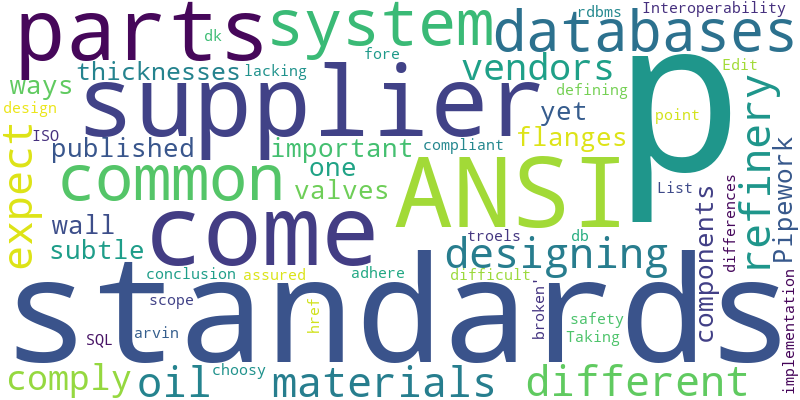 parts
system
databases
rdbms
Interoperability
dk
fore
ways
thicknesses
lacking
vendors
Edit
design
supplier
defining
p
ISO
yet
point
refinery
published
important
compliant
flanges
expect
common
one
valves
ANSI
List
Pipework
wall
come
components
differences
subtle
troels
db
designing
conclusion
assured
adhere
difficult
standards
scope
href
broken'
safety
SQL
arvin
Taking
implementation
comply
oil
choosy
materials
different